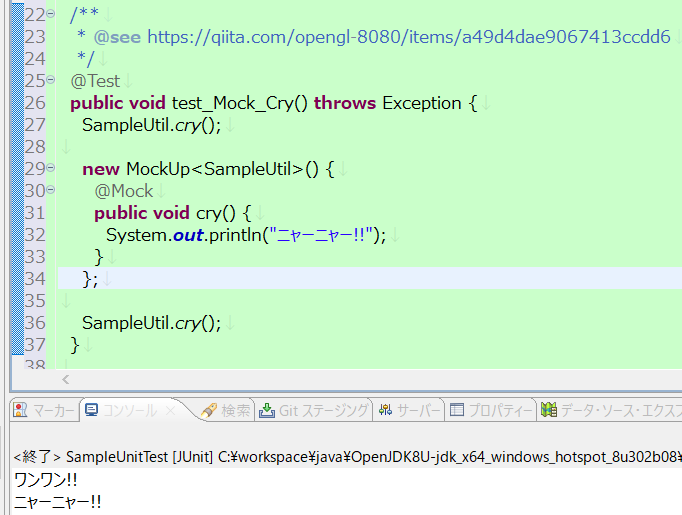 22 /**
23 * @see https://qiita.com/opengl-8080/items/a49d4dae9067413ccdd6
24 */
25 @Test
26 public void test_Mock_Cry() throws Exception {
27 SampleUtil.cry();
28
29 new MockUp<SampleUtil>() {
30 @Mock
31 public void cry() {
32 System.out.println("ニャーニャー!!");
33 }
34 };
35
36 SampleUtil.cry();
37 }
38
マーカー コンソール 検索 Git ステージング サーバー プロパティー データ・ソース・エクスプ
<終了> SampleUnitTest [JUnit] C:¥workspace¥java¥OpenJDK8U-jdk_x64_windows_hotspot_8u302b08¥
ワンワン!!
ニャーニャー!!